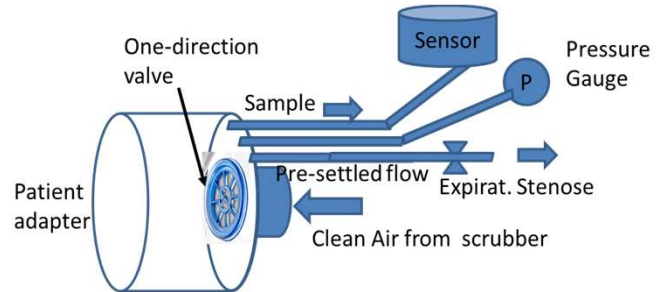 One-direction
valve
Sensor
Pressure
Gauge
P
Sample
Pre-settled flow
Expirat. Stenose
Patient
adapter
Clean Air from scrubber